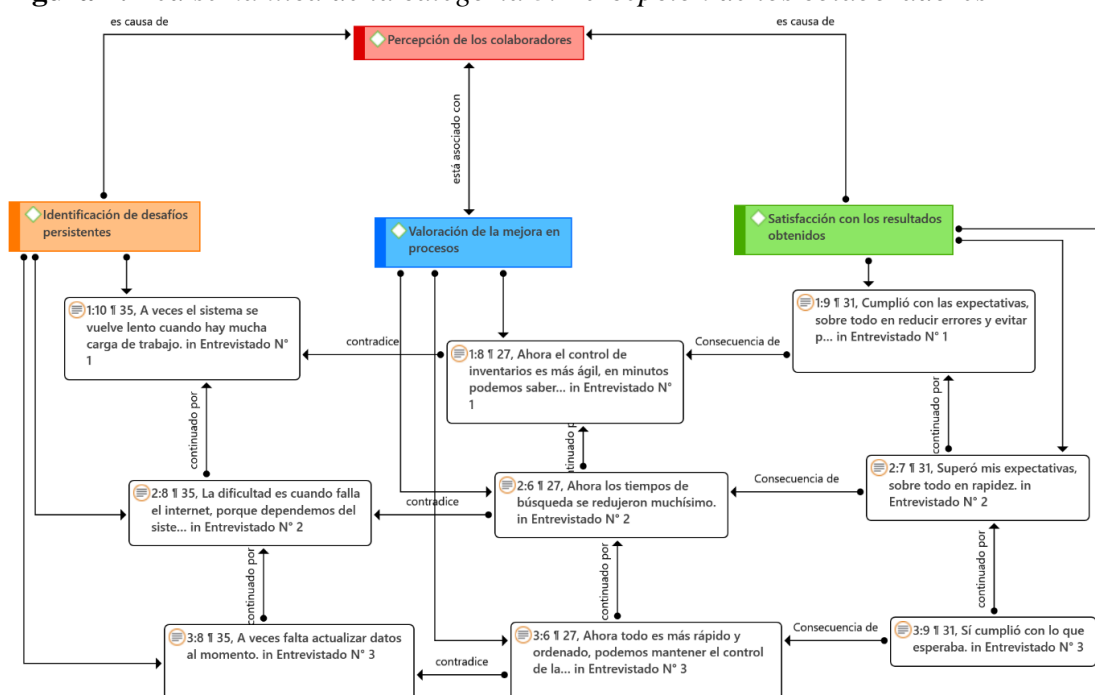 es causa de
es causa de
Percepción de los colaboradores
está asociado con
Identificación de desafíos
persistentes
Valoración de la mejora en
procesos
Satisfacción con los resultados
obtenidos
1:10 ¶ 35, A veces el sistema se
vuelve lento cuando hay mucha
carga de trabajo. in Entrevistado N°
1
contradice
1:8 ¶ 27, Ahora el control de
inventarios es más ágil, en minutos
podemos saber... in Entrevistado N°
1
Consecuencia de
1:9 ¶ 31, Cumplió con las expectativas,
sobre todo en reducir errores y evitar
p... in Entrevistado N° 1
continuado por
continuado p
continuado por
2:8 ¶ 35, La dificultad es cuando falla
el internet, porque dependemos del
siste... in Entrevistado N° 2
contradice
2:6 ¶ 27, Ahora los tiempos de
búsqueda se redujeron muchísimo.
in Entrevistado N° 2
Consecuencia de
2:7 ¶ 31, Superó mis expectativas,
sobre todo en rapidez. in
Entrevistado N° 2
continuado por
continuado por
continuado por
3:8 ¶ 35, A veces falta actualizar datos
al momento. in Entrevistado N° 3
contradice
3:6 ¶ 27, Ahora todo es más rápido y
ordenado, podemos mantener el control
de la... in Entrevistado N° 3
Consecuencia de
3:9 ¶ 31, Sí cumplió con lo que
esperaba. in Entrevistado N° 3